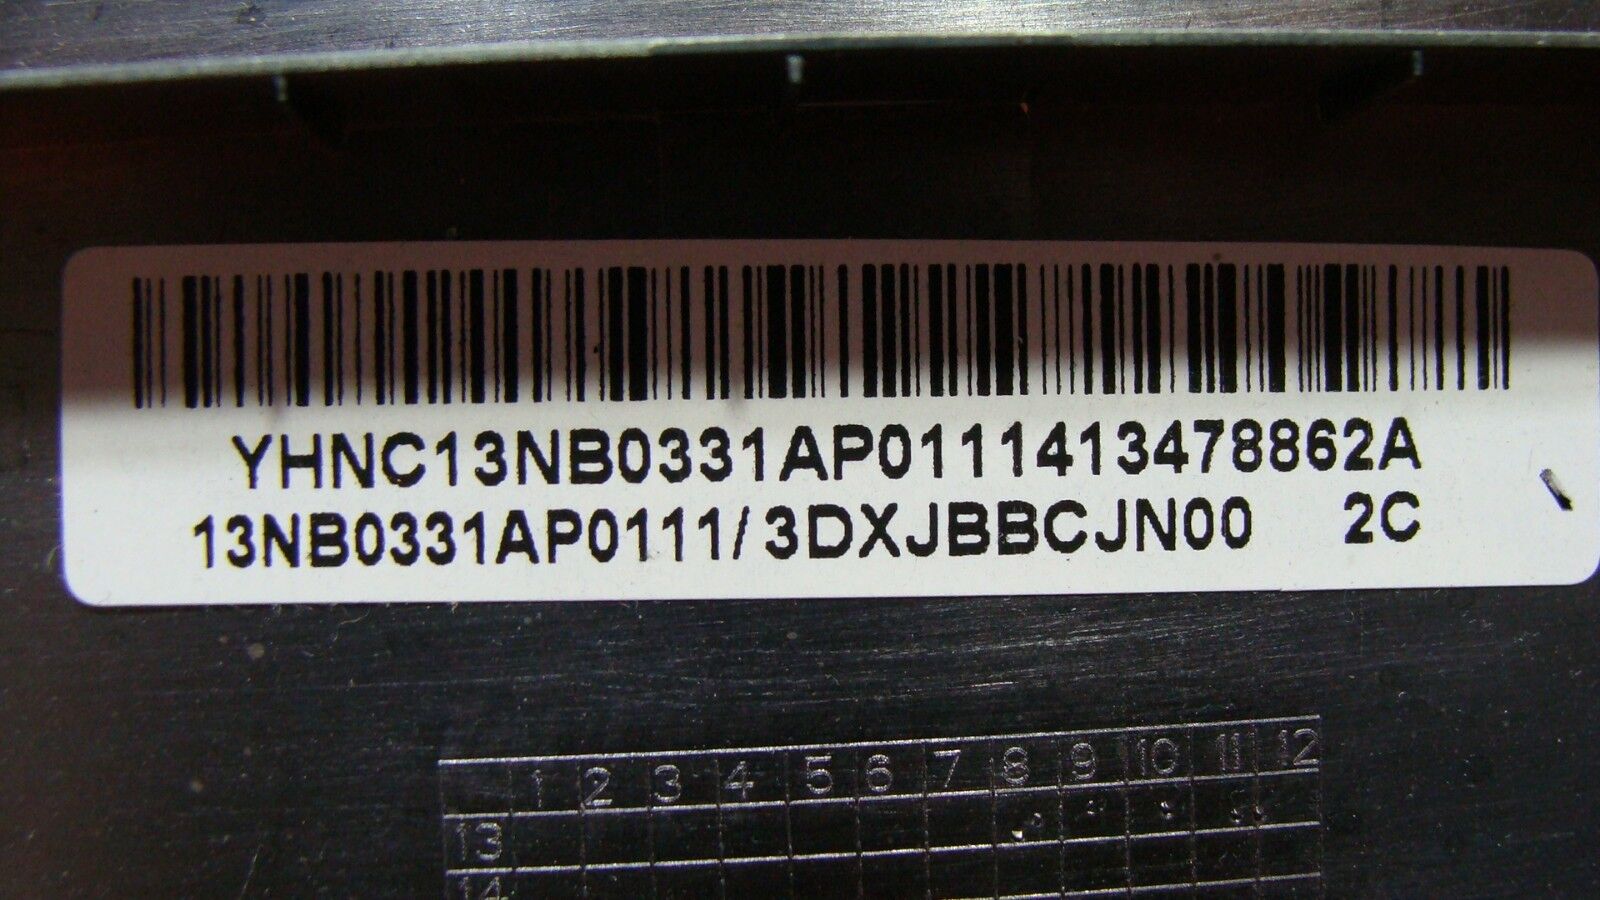 YHNC13NB0331AP0111413478862A
13NB0331AP0111/3DXJBBCJN00 2C
1 2 3 4 5 6 7 8 9 10 11 12
13
14